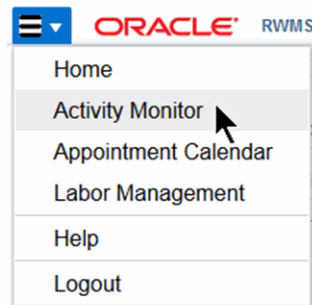 ORACLE RWMS
Home
Activity Monitor
Appointment Calendar
Labor Management
Help
Logout